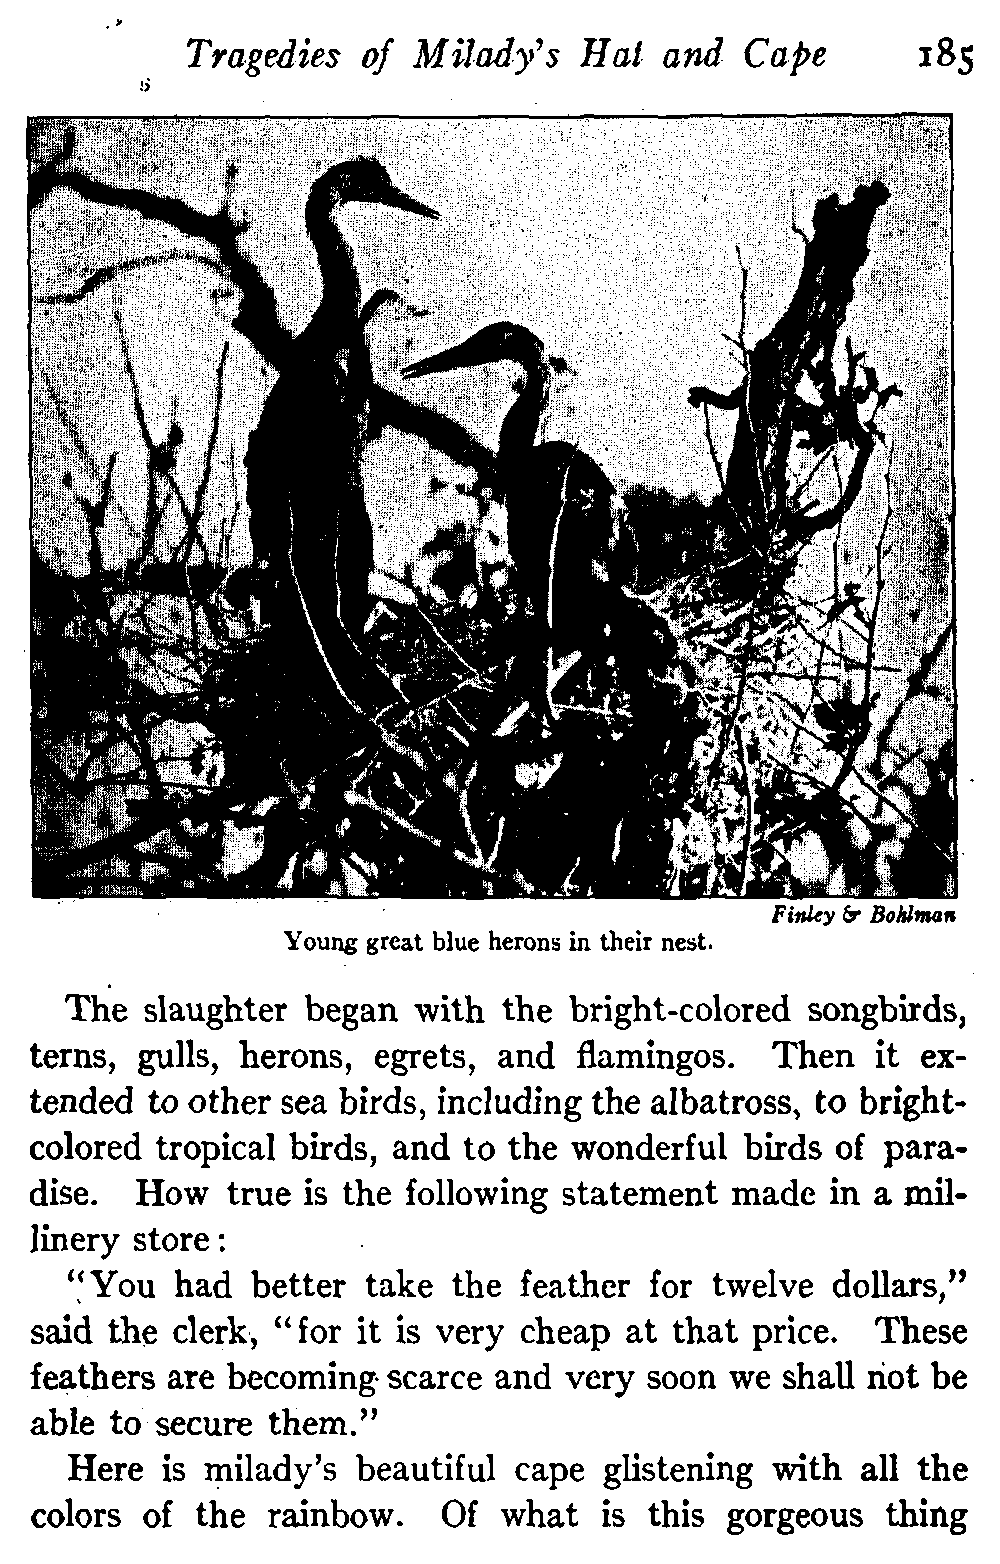 Tragedies of Milady's Hat and Cape 185
Finley & Bohlman
Young great blue herons in their nest.
The slaughter began with the bright-colored songbirds,
terns, gulls, herons, egrets, and flamingos. Then it ex-
tended to other sea birds, including the albatross, to bright-
colored tropical birds, and to the wonderful birds of para-
dise. How true is the following statement made in a mil-
linery store:
"You had better take the feather for twelve dollars,"
said the clerk, "for it is very cheap at that price. These
feathers are becoming scarce and very soon we shall not be
able to secure them."
Here is milady's beautiful cape glistening with all the
colors of the rainbow. Of what is this gorgeous thing